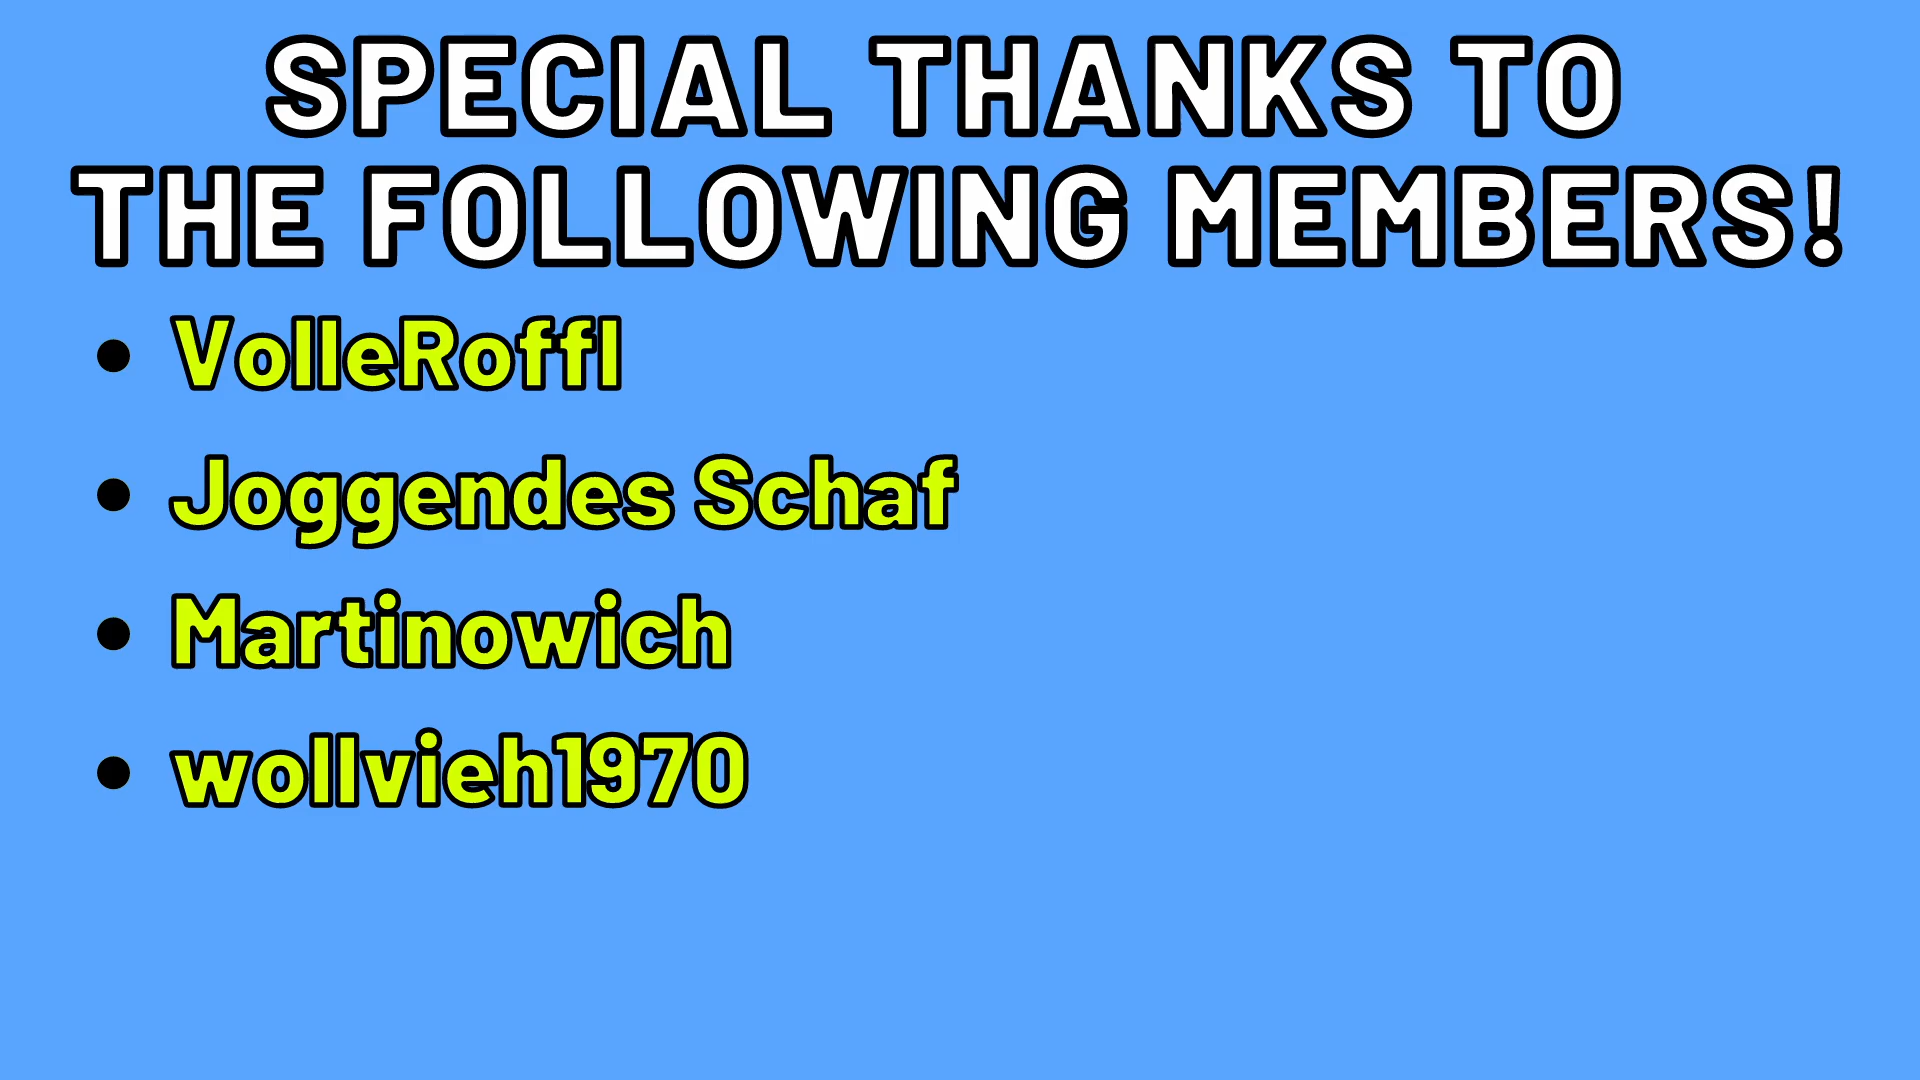 SPECIAL THANKS TO
THE FOLLOWING MEMBERS!
• VolleRoffl
• Joggendes Schaf
• Martinowich
• wollvieh1970